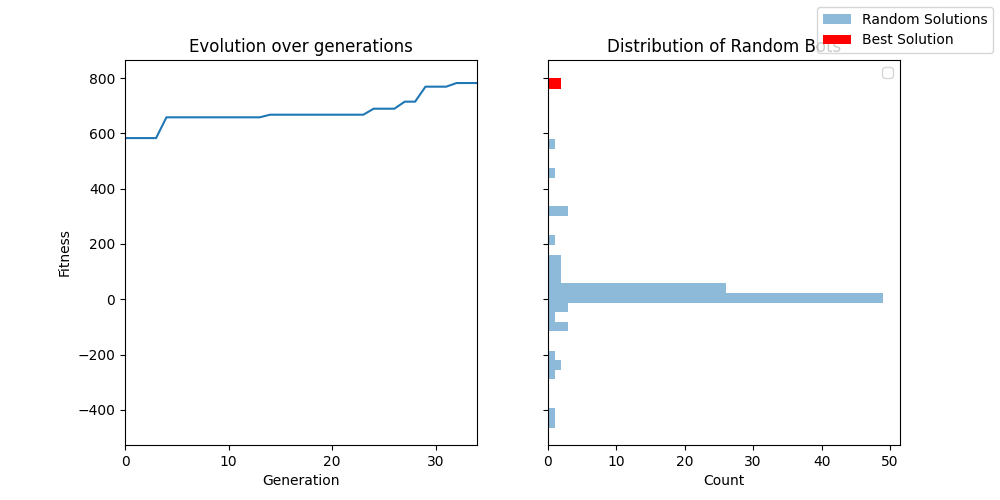 Random Solutions
Best Solution
Evolution over generations
Distribution of Random Bots
Fitness
800
600
400
200
0
−200
−400
0 10 20 30
Generation
0 10 20 30 40 50
Count